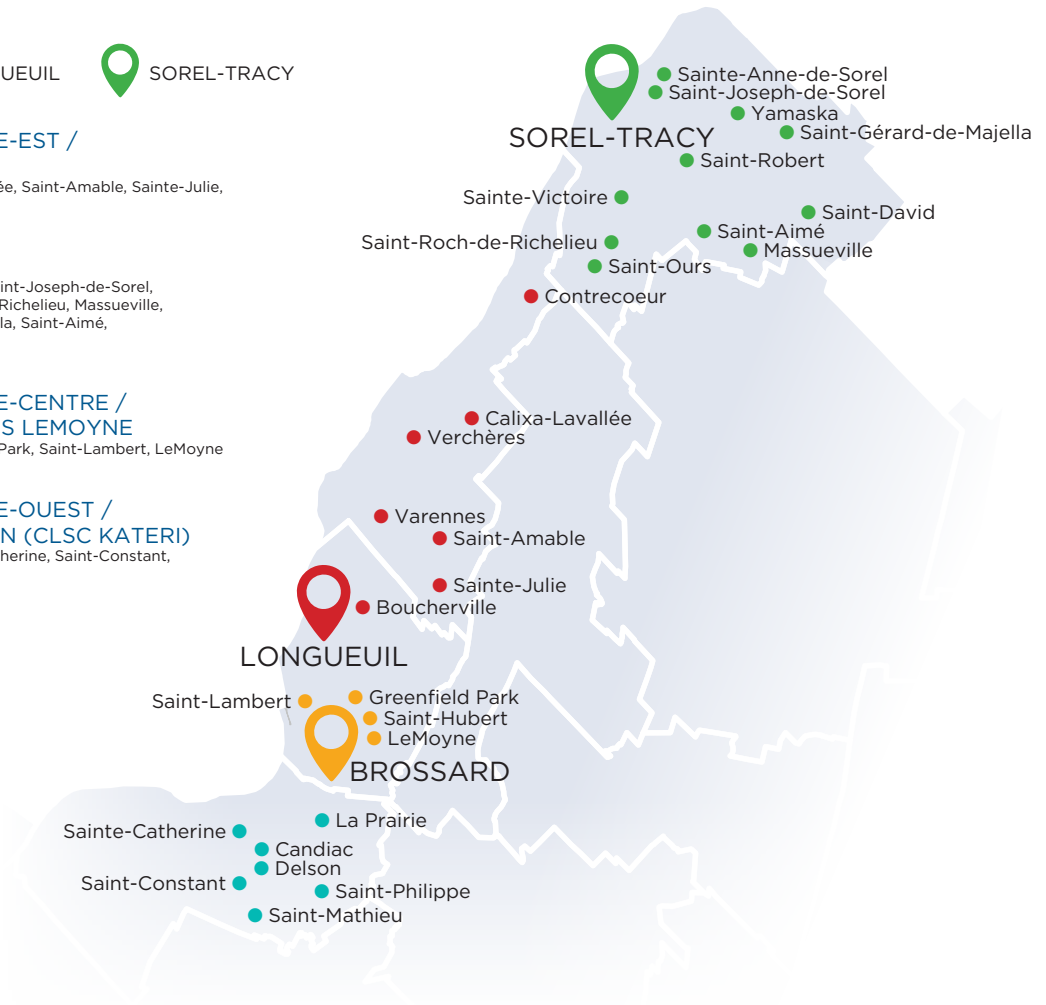 UEUIL
SOREL-TRACY
E-EST /
ée, Saint-Amable, Sainte-Julie,
int-Joseph-de-Sorel,
Richelieu, Massueville,
la, Saint-Aimé,
E-CENTRE /
S LEMOYNE
Park, Saint-Lambert, LeMoyne
E-OUEST /
N (CLSC KATERI)
herine, Saint-Constant,
Sainte-Anne-de-Sorel
Saint-Joseph-de-Sorel
Yamaska
SOREL-TRACY
Saint-Gérard-de-Majella
Saint-Robert
Sainte-Victoire
Saint-David
Saint-Aimé
Saint-Roch-de-Richelieu
Massueville
Saint-Ours
Contrecoeur
Calixa-Lavallée
Verchères
Varennes
Saint-Amable
Sainte-Julie
Boucherville
LONGUEUIL
Saint-Lambert
Greenfield Park
Saint-Hubert
LeMoyne
BROSSARD
La Prairie
Sainte-Catherine
Candiac
Delson
Saint-Constant
Saint-Philippe
Saint-Mathieu